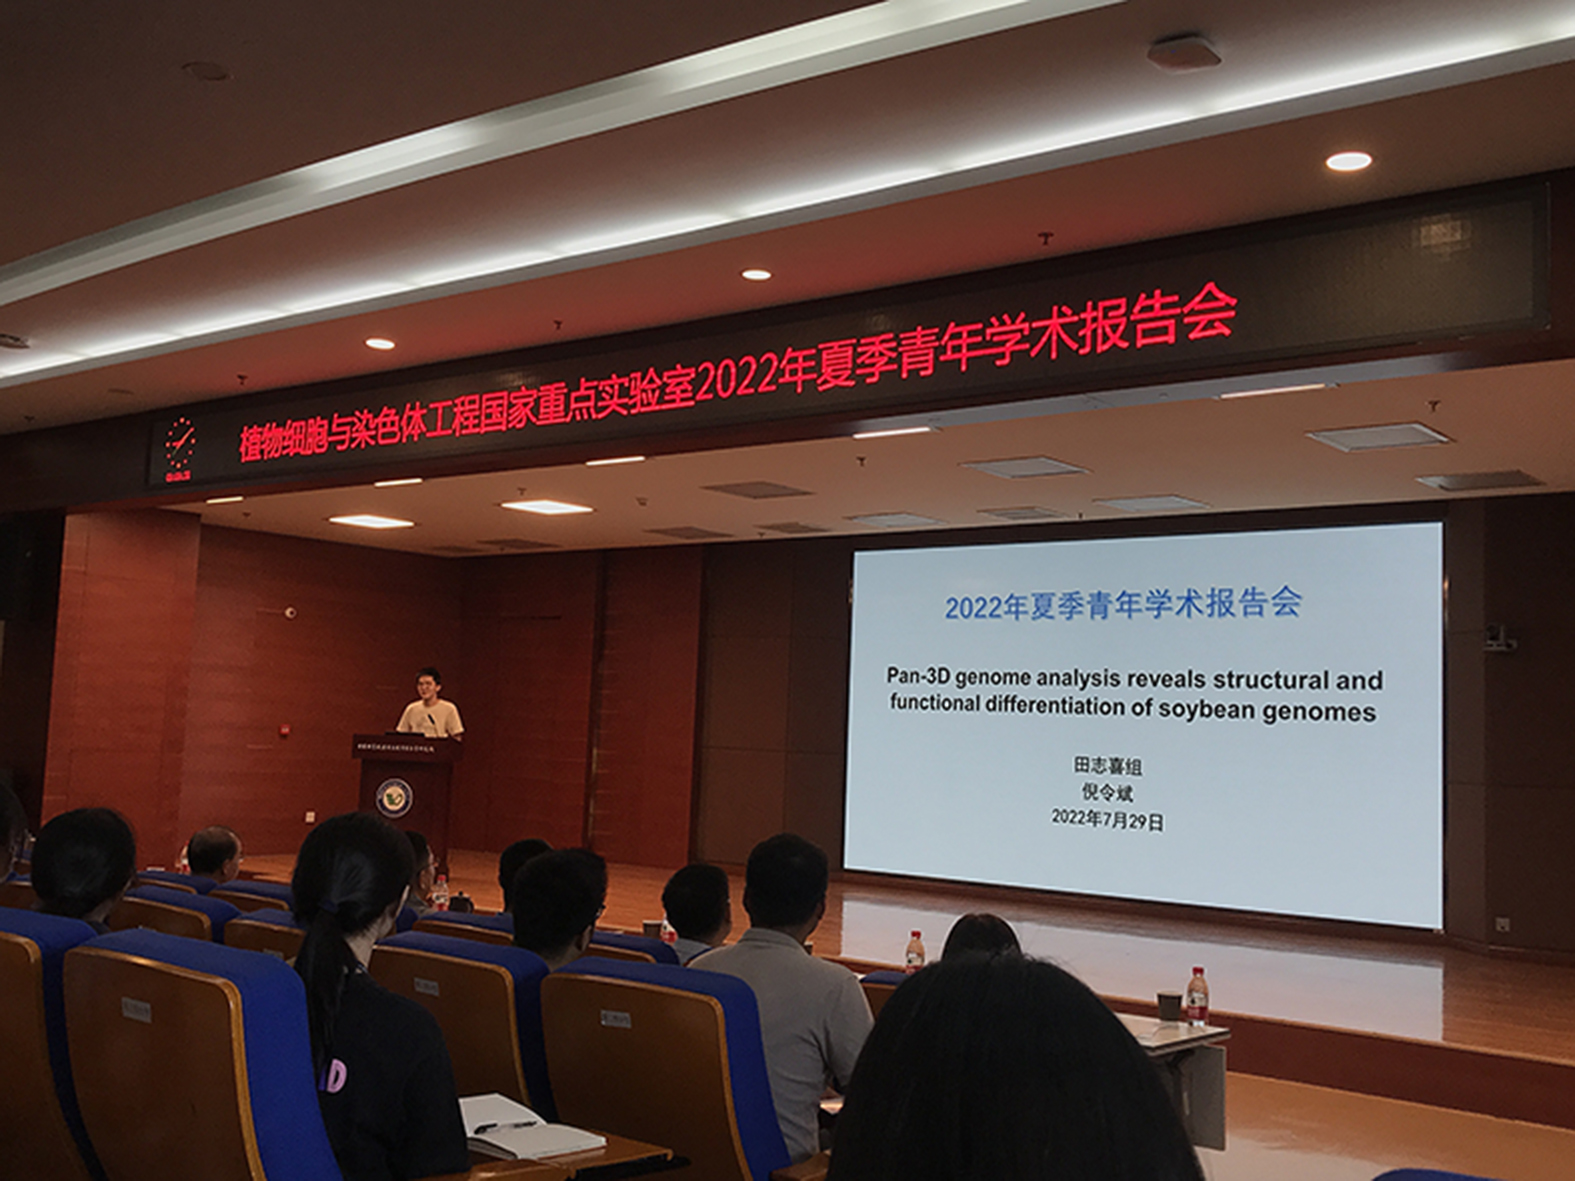 植物细胞与染色体工程国家重点实验室2022年夏季青年学术报告会
2022年夏季青年学术报告会
Pan-3D genome analysis reveals structural and
functional differentiation of soybean genomes
田志喜组
倪令斌
2022年7月29日
D